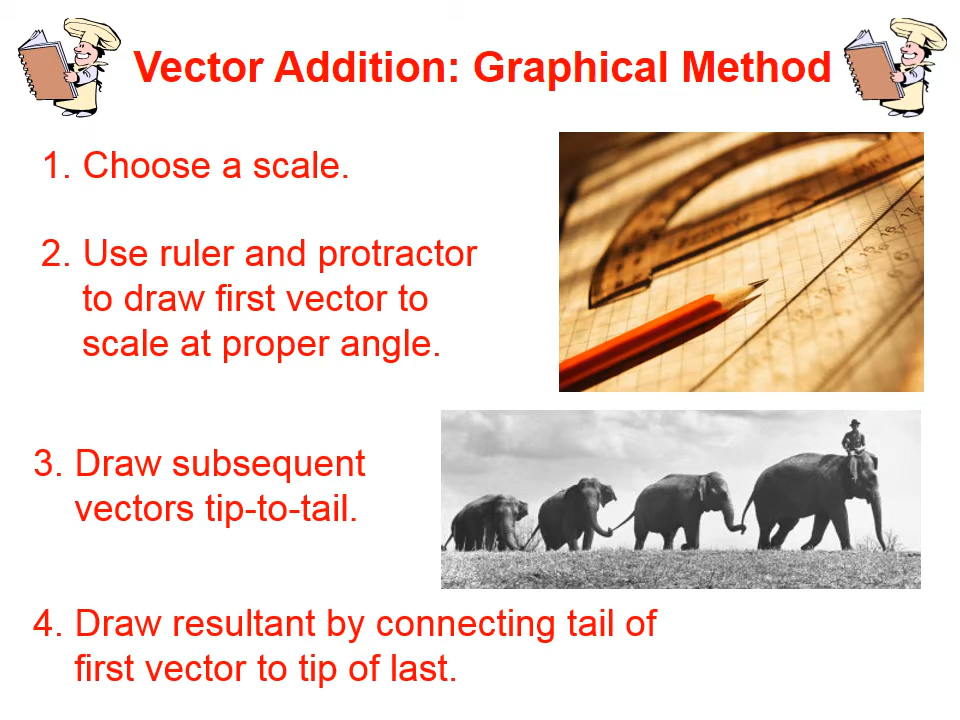 Vector Addition: Graphical Method
1. Choose a scale.
2. Use ruler and protractor
to draw first vector to
scale at proper angle.
3. Draw subsequent
vectors tip-to-tail.
4. Draw resultant by connecting tail of
first vector to tip of last.